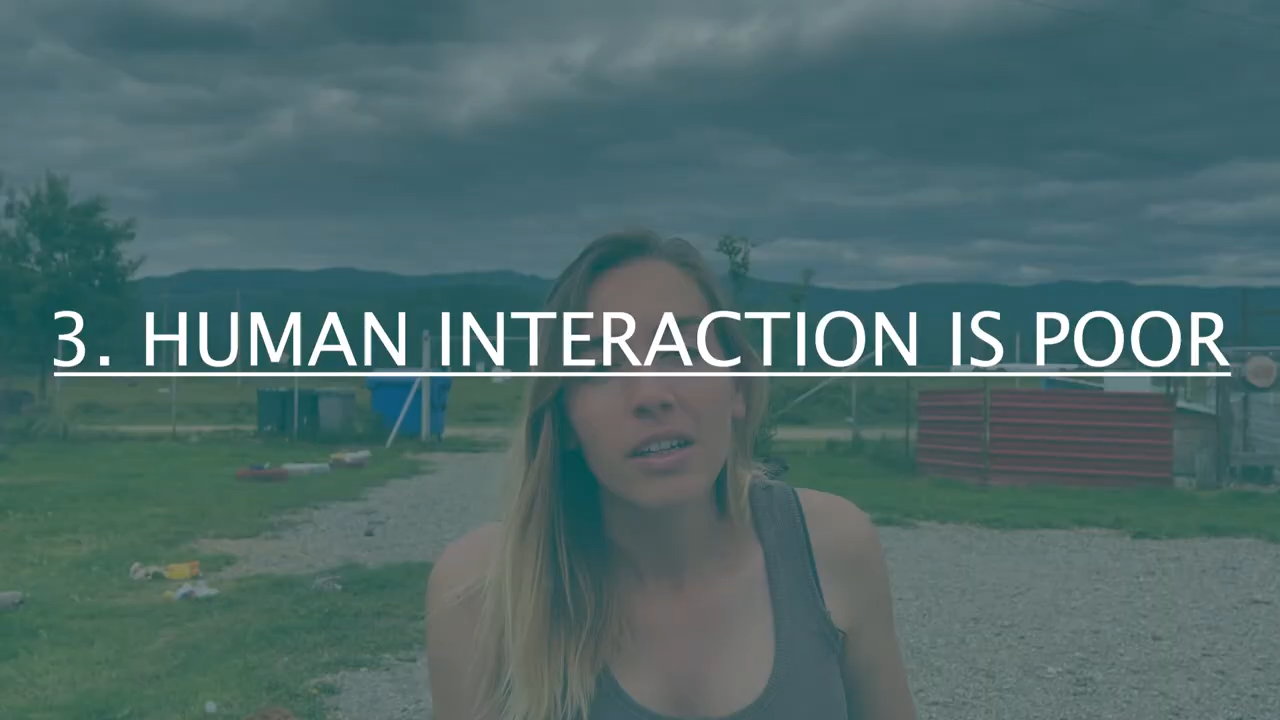 3. HUMAN INTERACTION IS POOR